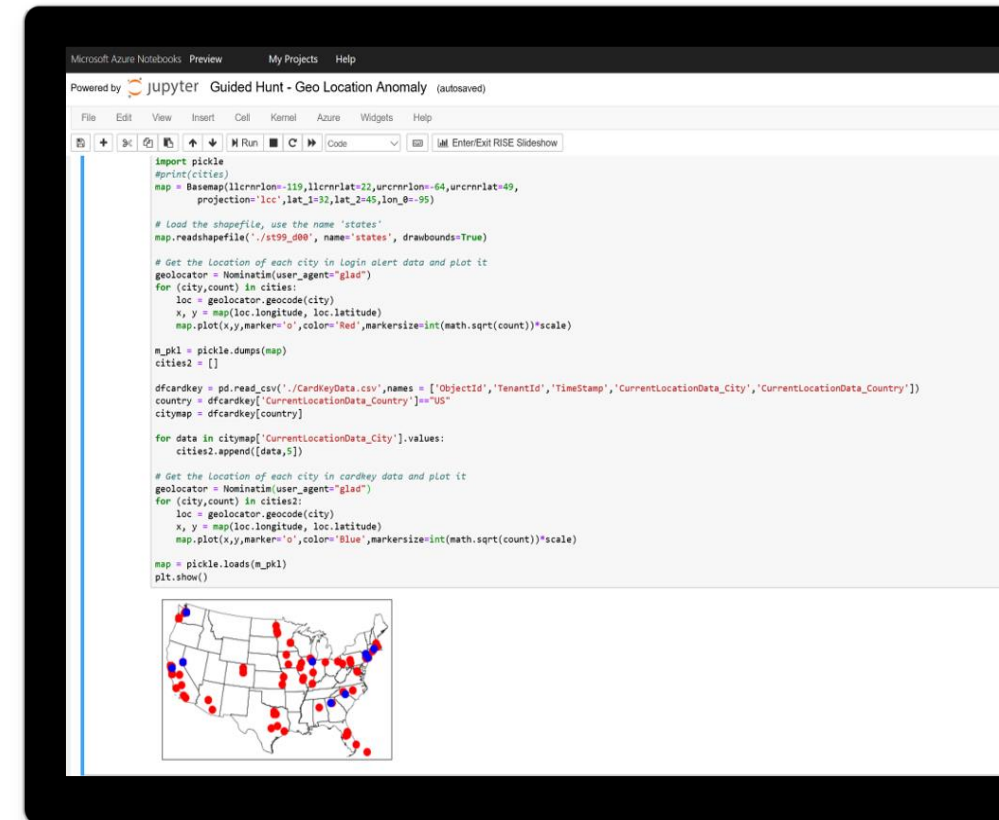 Microsoft Azure Notebooks Preview My Projects Help
Powered by jupyter Guided Hunt - Geo Location Anomaly (autosaved)
File Edit View Insert Cell Kernel Azure Widgets Help
Run Code Enter/Exit RISE Slideshow
import pickle
#print(cities)
map = Basemap(llcrnrlon=-119,llcrnrlat=22,urcrnrlon=-64,urcrnrlat=49,
projection='lcc',lat_1=32,lat_2=45,lon_0=-95)
# load the shapefile, use the name 'states'
map.readshapefile('./st99_d00', name='states', drawbounds=True)
# Get the location of each city in login alert data and plot it
geolocator = Nominatim(user_agent="glad")
for (city,count) in cities:
loc = geolocator.geocode(city)
x, y = map(loc.longitude, loc.latitude)
map.plot(x,y,marker='o',color='Red',markersize=int(math.sqrt(count))*scale)
m_pkl = pickle.dumps(map)
cities2 = []
dfcardkey = pd.read_csv('./CardKeyData.csv',names = ['ObjectId','TenantId','TimeStamp','CurrentLocationData_City','CurrentLocationData_Country'])
country = dfcardkey['CurrentLocationData_Country']=="US"
citymap = dfcardkey[country]
for data in citymap['CurrentLocationData_City'].values:
cities2.append([data,5])
# Get the location of each city in cardkey data and plot it
geolocator = Nominatim(user_agent="glad")
for (city,count) in cities2:
loc = geolocator.geocode(city)
x, y = map(loc.longitude, loc.latitude)
map.plot(x,y,marker='o',color='Blue',markersize=int(math.sqrt(count))*scale)
map = pickle.loads(m_pkl)
plt.show()